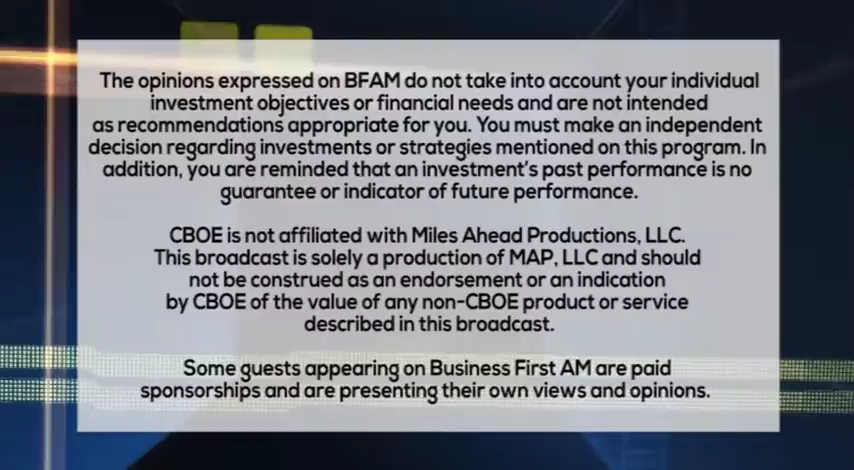 The opinions expressed on BFAM do not take into account your individual
investment objectives or financial needs and are not intended
as recommendations appropriate for you. You must make an independent
decision regarding investments or strategies mentioned on this program. In
addition, you are reminded that an investment's past performance is no
guarantee or indicator of future performance.
CBOE is not affiliated with Miles Ahead Productions, LLC.
This broadcast is solely a production of MAP, LLC and should
not be construed as an endorsement or an indication
by CBOE of the value of any non-CBOE product or service
described in this broadcast.
Some guests appearing on Business First AM are paid
sponsorships and are presenting their own views and opinions.